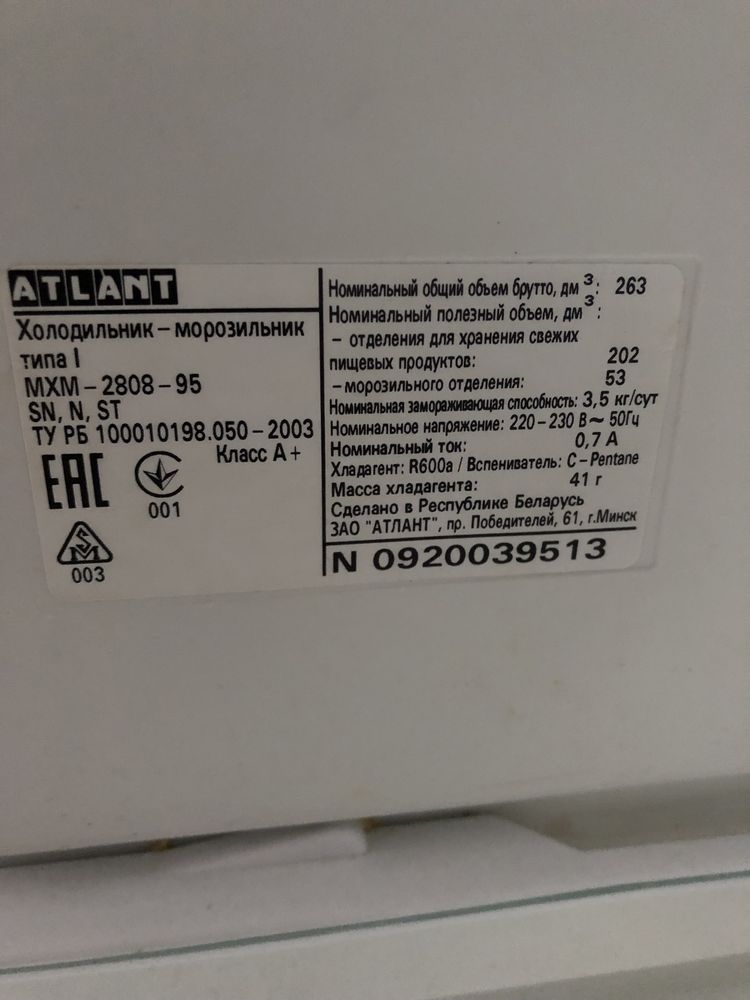 ATLANT
Холодильник – морозильник
типа I
МХМ – 2808 – 95
SN, N, ST
ТУ РБ 100010198.050 – 2003
Класс А+
EAC
001
003
Номинальный общий объем брутто, дм³: 263
Номинальный полезный объем, дм³:
– отделения для хранения свежих
пищевых продуктов: 202
– морозильного отделения: 53
Номинальная замораживающая способность: 3,5 кг/сут
Номинальное напряжение: 220 – 230 В ~ 50Гц
Номинальный ток: 0,7 А
Хладагент: R600a / Вспениватель: C – Pentane
Масса хладагента: 41 г
Сделано в Республике Беларусь
ЗАО "АТЛАНТ", пр. Победителей, 61, г.Минск
N 0920039513